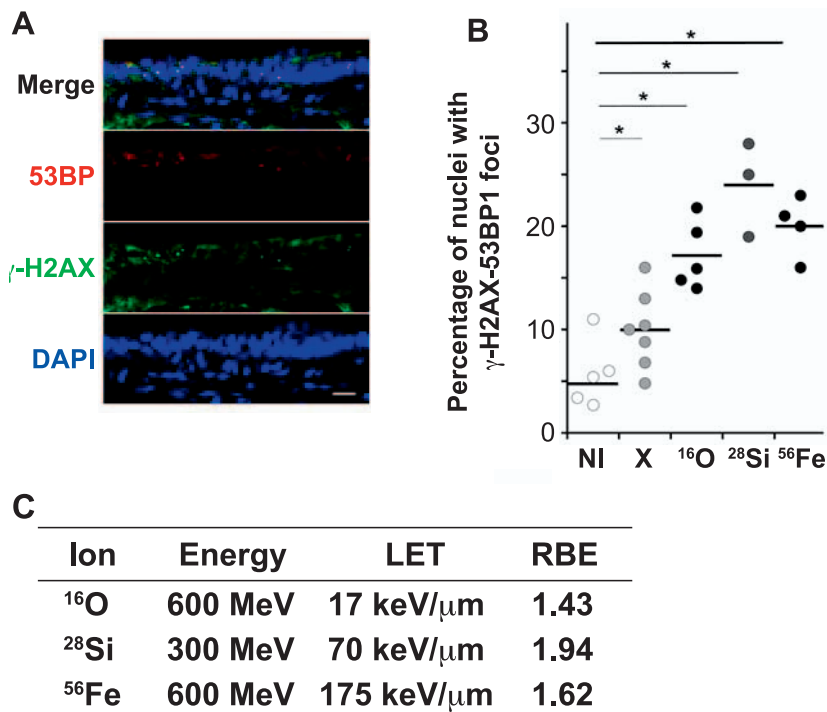 A
Merge
53BP
γ-H2AX
DAPI
B
Percentage of nuclei with
γ-H2AX-53BP1 foci
*
*
*
*
30
20
10
0
NI X ¹⁶O ²⁸Si ⁵⁶Fe
C
Ion Energy LET RBE
¹⁶O 600 MeV 17 keV/μm 1.43
²⁸Si 300 MeV 70 keV/μm 1.94
⁵⁶Fe 600 MeV 175 keV/μm 1.62